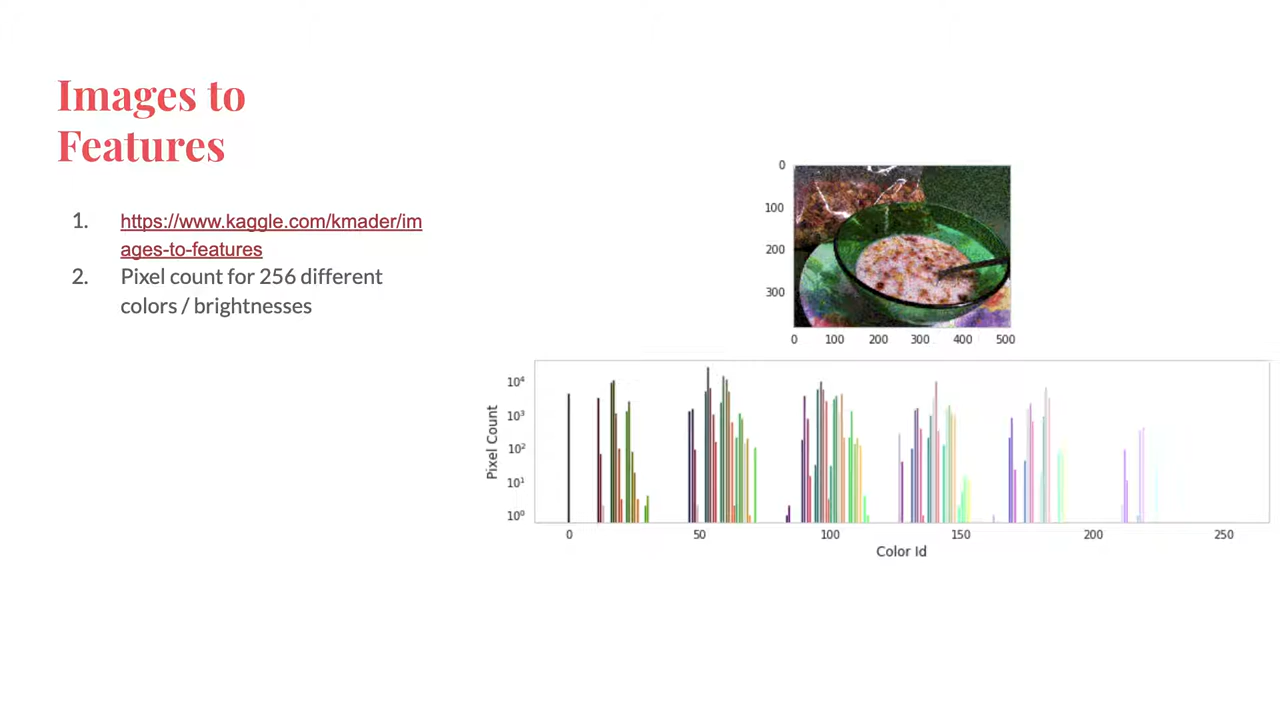 Images to
Features
1. https://www.kaggle.com/kmader/im
ages-to-features
2. Pixel count for 256 different
colors / brightnesses
0
100
200
300
0 100 200 300 400 500
10⁴
10³
10²
10¹
10⁰
Pixel Count
0 50 100 150 200 250
Color Id